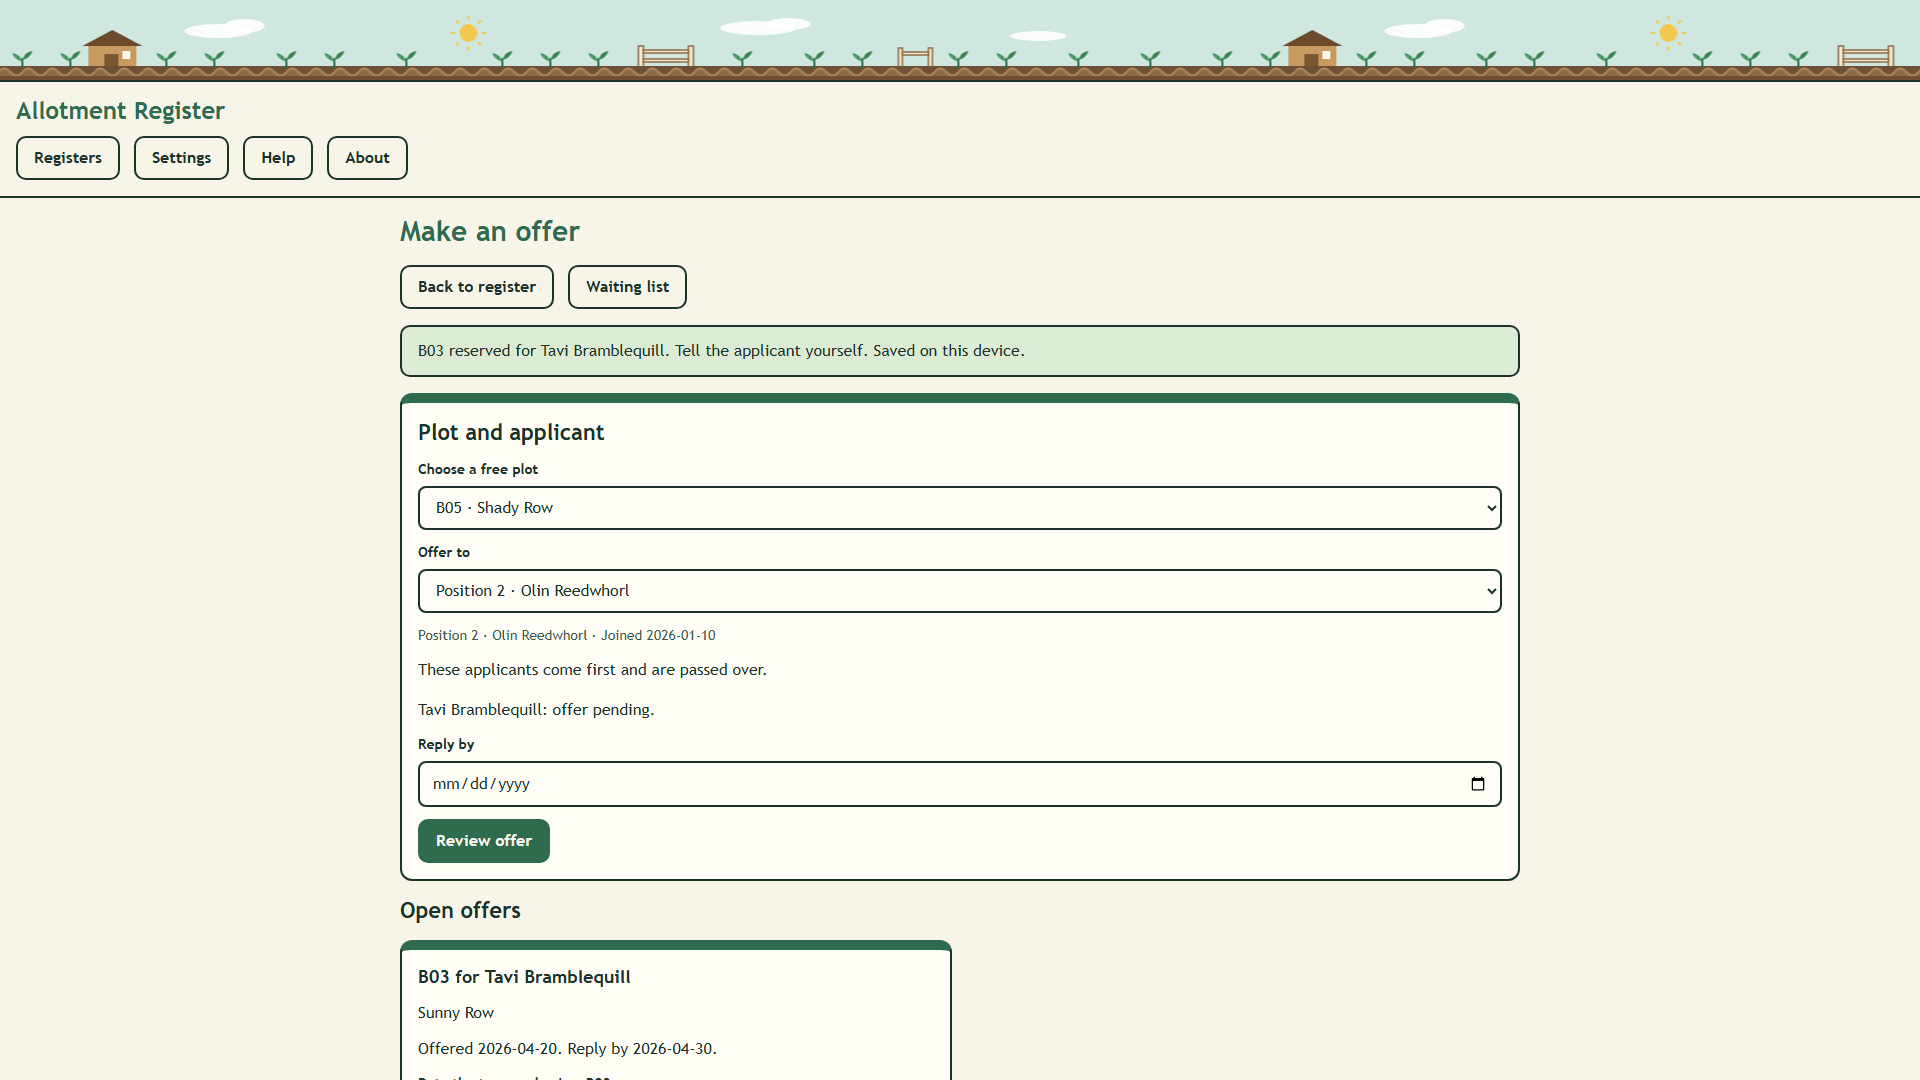 Allotment Register
Registers
Settings
Help
About
Make an offer
Back to register
Waiting list
B03 reserved for Tavi Bramblequill. Tell the applicant yourself. Saved on this device.
Plot and applicant
Choose a free plot
B05 · Shady Row
Offer to
Position 2 · Olin Reedwhorl
Position 2 · Olin Reedwhorl · Joined 2026-01-10
These applicants come first and are passed over.
Tavi Bramblequill: offer pending.
Reply by
mm/dd/yyyy
Review offer
Open offers
B03 for Tavi Bramblequill
Sunny Row
Offered 2026-04-20. Reply by 2026-04-30.